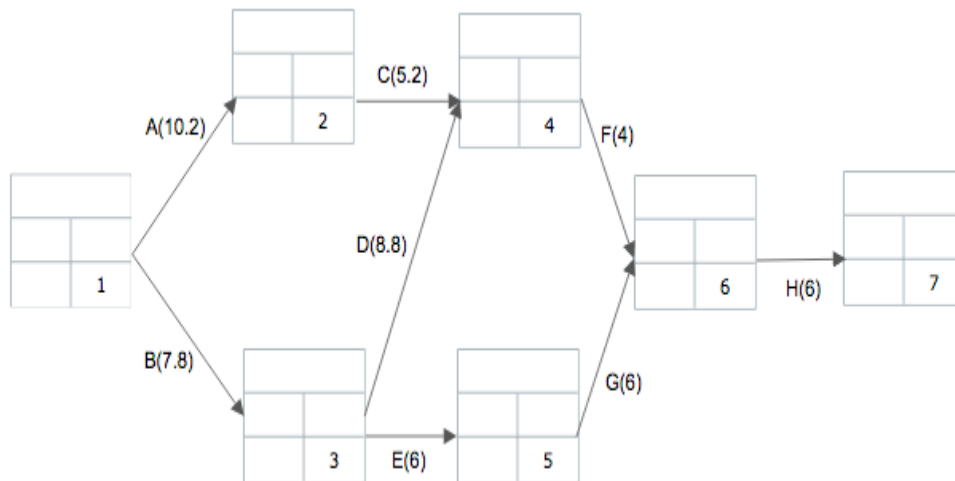 C(5.2)
2
4
A(10.2)
F(4)
D(8.8)
1
6
7
H(6)
B(7.8)
G(6)
3
E(6)
5